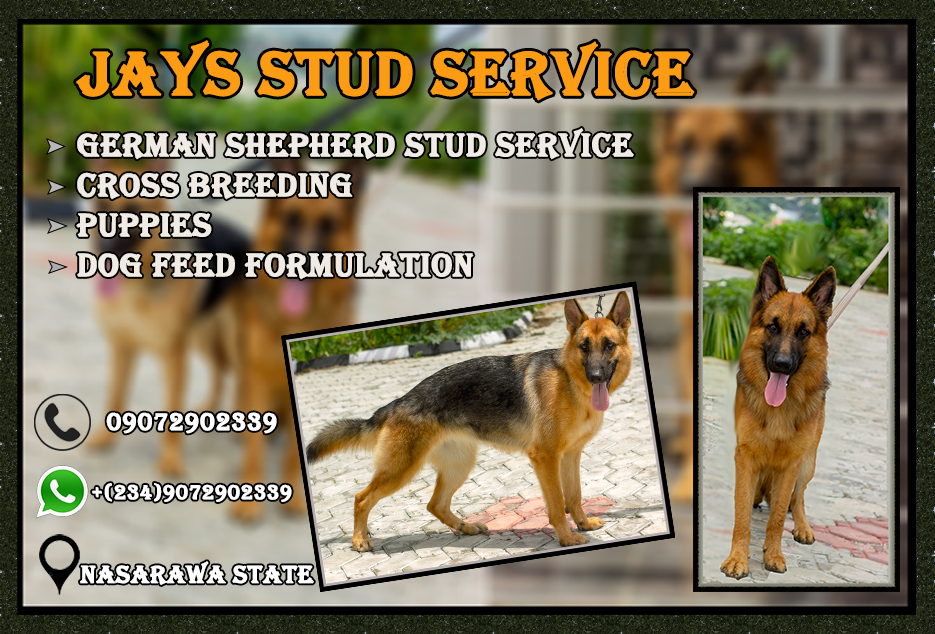 JAYS STUD SERVICE
GERMAN SHEPHERD STUD SERVICE
CROSS BREEDING
PUPPIES
DOG FEED FORMULATION
09072902339
+(234)9072902339
NASARAWA STATE